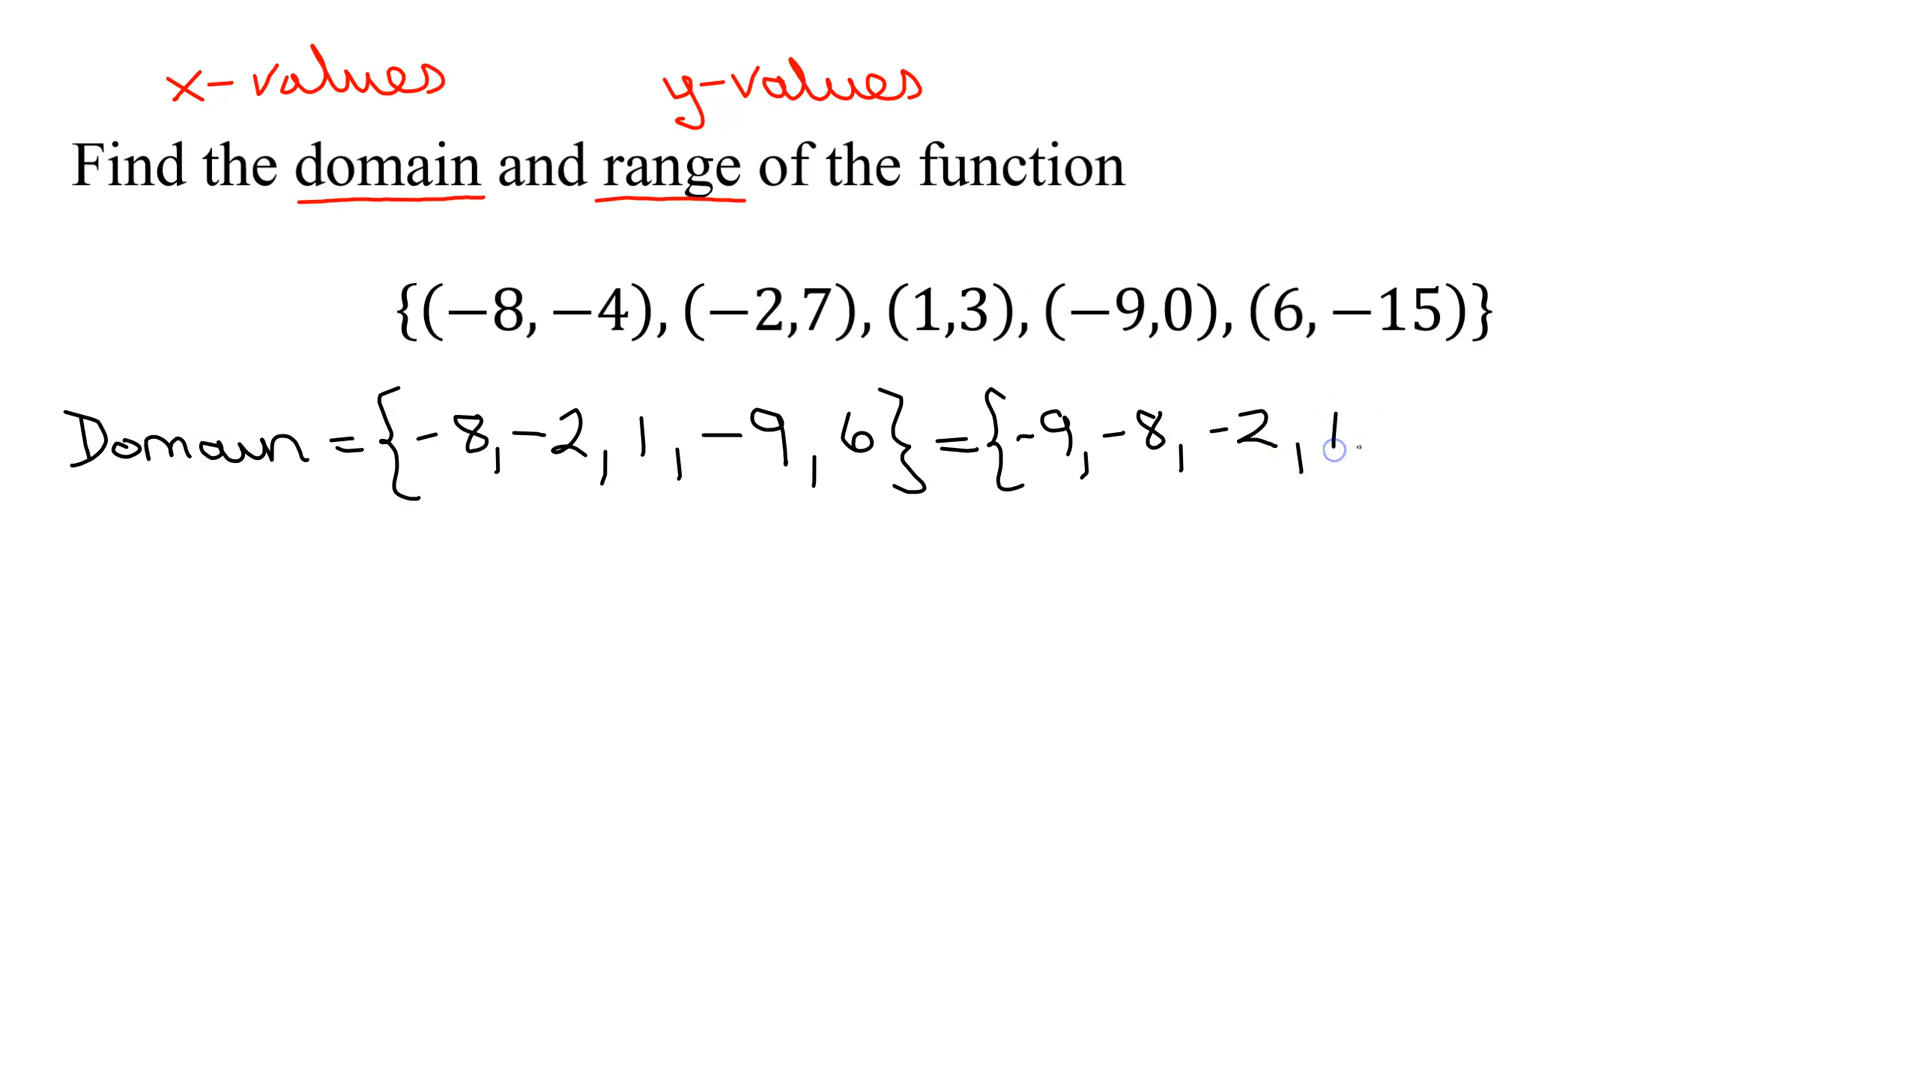 x-values y-values
Find the domain and range of the function
{(−8, −4), (−2,7), (1,3), (−9,0), (6, −15)}
Domain = {-8, -2, 1, -9, 6} = {-9, -8, -2, 1